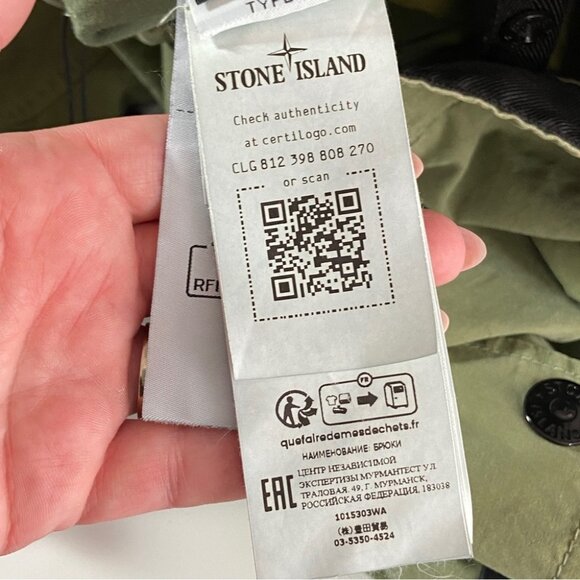 TYPE
STONE ISLAND
Check authenticity
at certilogo.com
CLG 812 398 808 270
or scan
RFI
FR
quefairedemesdechets.fr
НАИМЕНОВАНИЕ: БРЮКИ
EAC
ЦЕНТР НЕЗАВИСИМОЙ
ЭКСПЕРТИЗЫ МУРМАНТЕСТ УЛ
ТРАЛОВАЯ. 49, Г. МУРМАНСК,
РОССИЙСКАЯ ФЕДЕРАЦИЯ, 183038
1015303WA
(株)豊田貿易
03-5350-4524